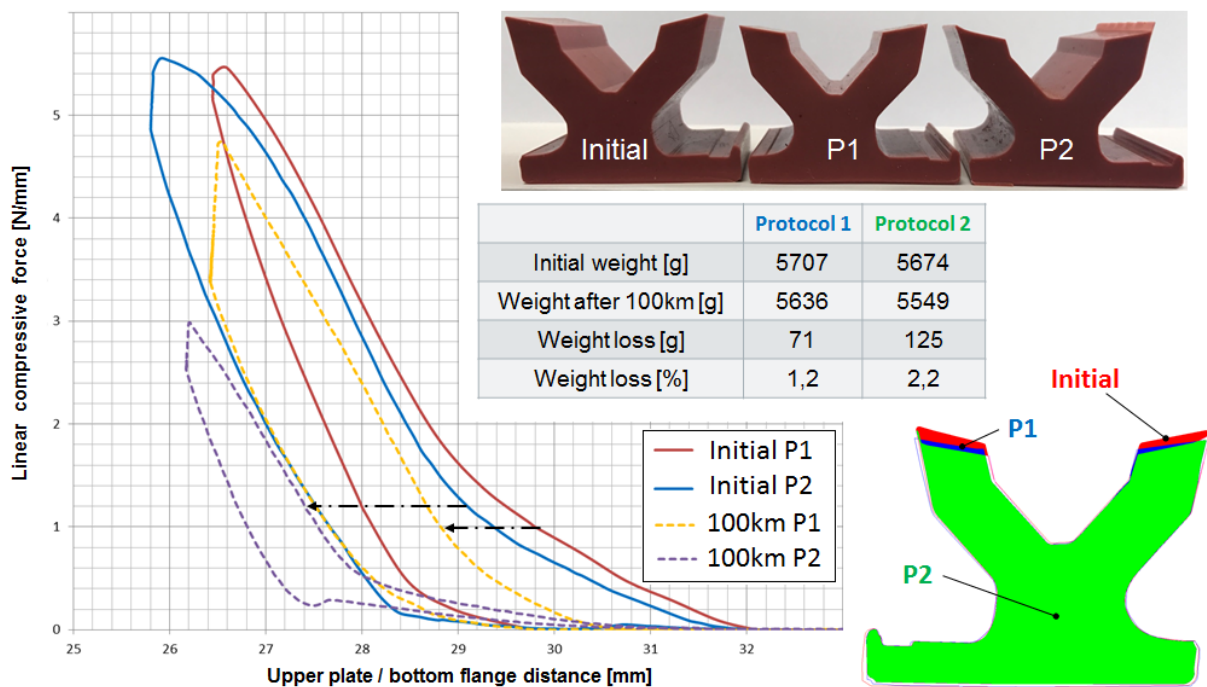 Linear compressive force [N/mm]
5
4
3
2
1
0
25
26
27
28
29
30
31
32
Upper plate / bottom flange distance [mm]
Initial P1
Initial P2
100km P1
100km P2
Initial
P1
P2
Protocol 1 Protocol 2
Initial weight [g] 5707 5674
Weight after 100km [g] 5636 5549
Weight loss [g] 71 125
Weight loss [%] 1,2 2,2
Initial
P1
P2